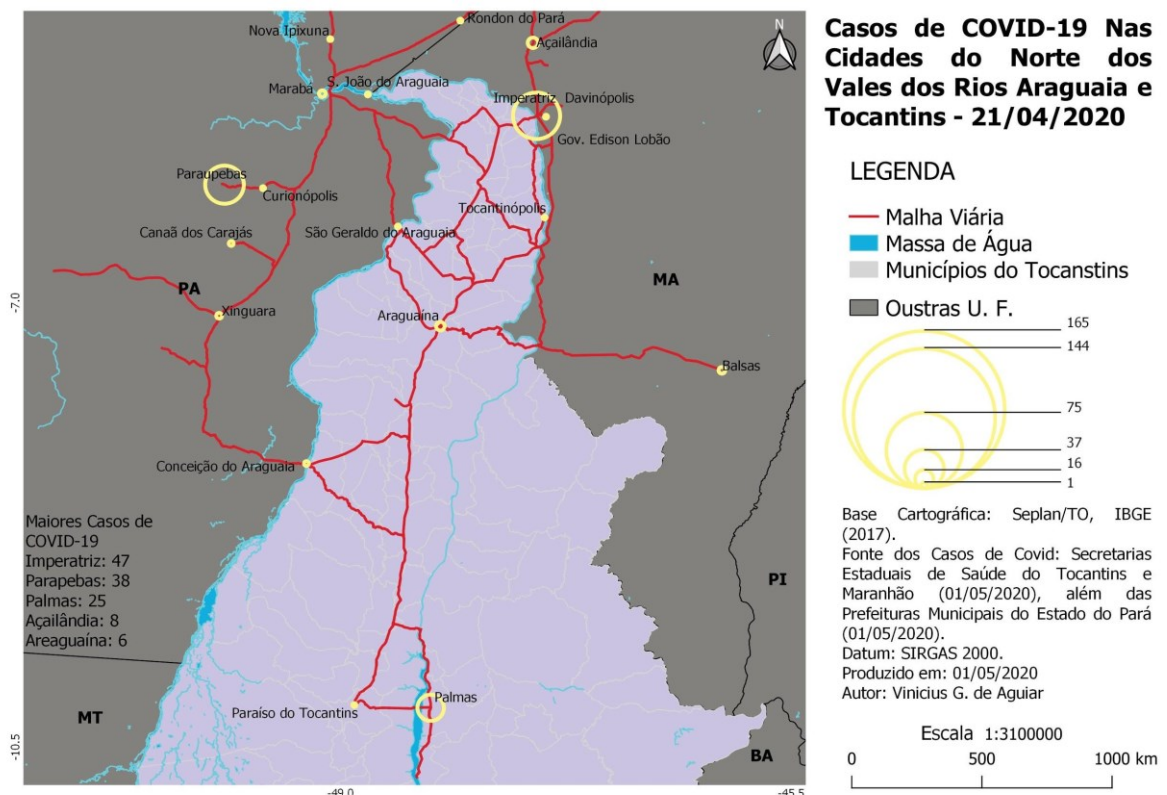 Casos de COVID-19 Nas
Cidades do Norte dos
Vales dos Rios Araguaia e
Tocantins - 21/04/2020
LEGENDA
Malha Viária
Massa de Água
Municípios do Tocanstins
Oustras U. F.
165
144
75
37
16
1
Base Cartográfica: Seplan/TO, IBGE
(2017).
Fonte dos Casos de Covid: Secretarias
Estaduais de Saúde do Tocantins e
Maranhão (01/05/2020), além das
Prefeituras Municipais do Estado do Pará
(01/05/2020).
Datum: SIRGAS 2000.
Produzido em: 01/05/2020
Autor: Vinicius G. de Aguiar
Escala 1:3100000
0 500 1000 km
N
Rondon do Pará
Nova Ipixuna
Açailândia
S. João do Araguaia
Marabá
Imperatriz
Davinópolis
Gov. Edison Lobão
Paraupebas
Curionópolis
Tocantinópolis
Canaã dos Carajás
São Geraldo do Araguaia
MA
PA
-7.0
Xinguara
Araguaína
Balsas
Conceição do Araguaia
Maiores Casos de
COVID-19
Imperatriz: 47
Parapebas: 38
Palmas: 25
Açailândia: 8
Areaguaína: 6
PI
Palmas
Paraíso do Tocantins
MT
BA
-10.5
-49.0
-45.5